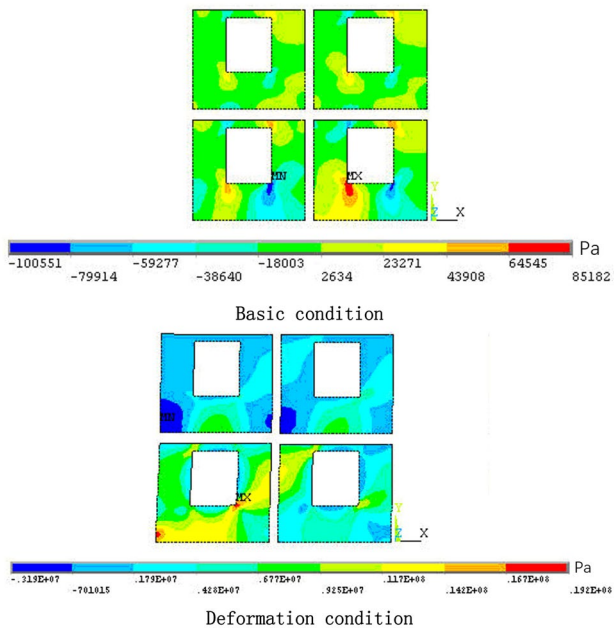 MN MX
Y
Z X
-100551 -59277 -18003 23271 64545 Pa
-79914 -38640 2634 43908 85182
Basic condition
MN
MX
Y
Z X
-.319E+07 .179E+07 .677E+07 .117E+08 .167E+08 Pa
-701015 .428E+07 .925E+07 .142E+08 .192E+08
Deformation condition